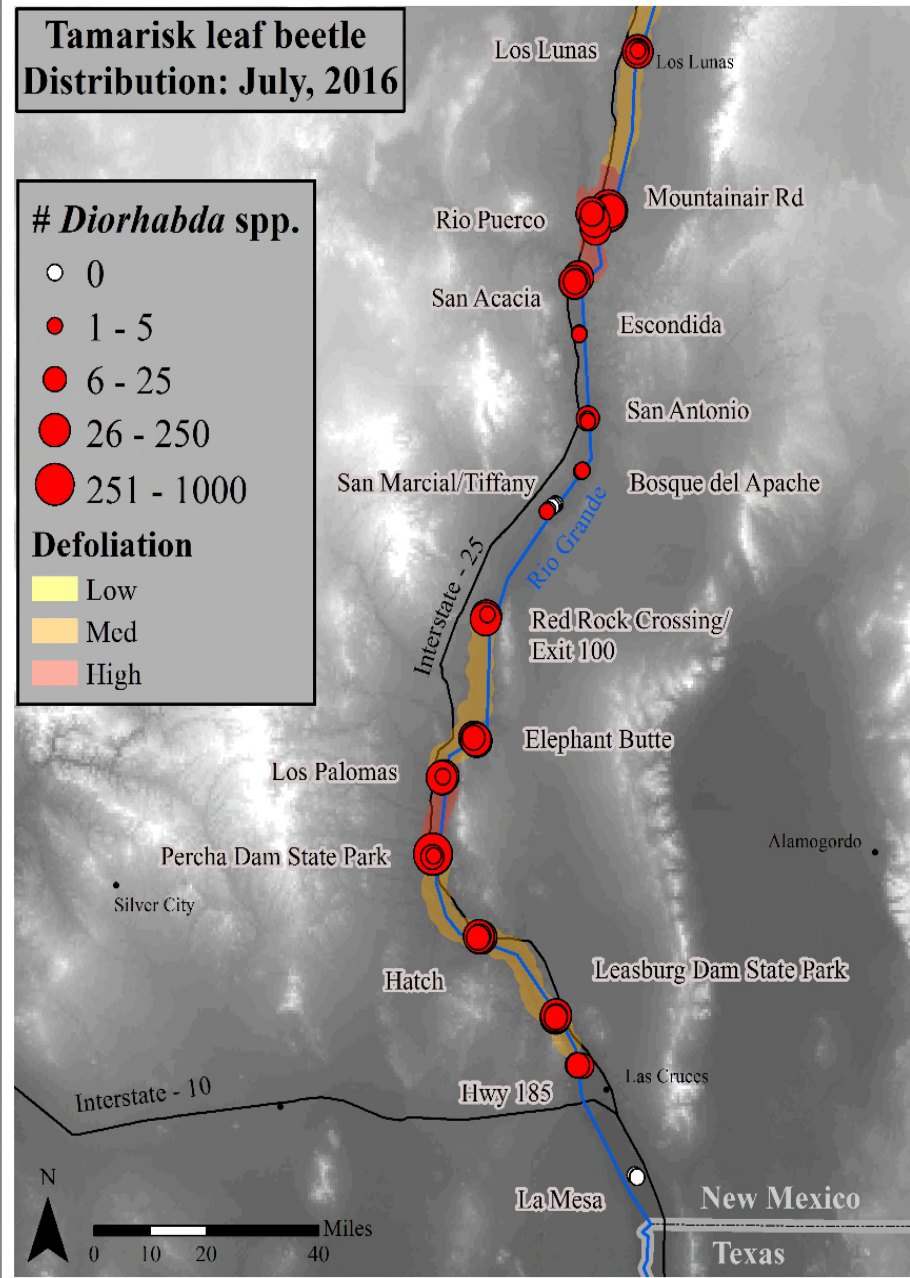 Tamarisk leaf beetle
Distribution: July, 2016
# Diorhabda spp.
0
1 - 5
6 - 25
26 - 250
251 - 1000
Defoliation
Low
Med
High
Los Lunas
Los Lunas
Mountainair Rd
Rio Puerco
San Acacia
Escondida
San Antonio
San Marcial/Tiffany
Bosque del Apache
Rio Grande
Interstate - 25
Red Rock Crossing/
Exit 100
Elephant Butte
Los Palomas
Alamogordo
Percha Dam State Park
Silver City
Hatch
Leasburg Dam State Park
Las Cruces
Interstate - 10
Hwy 185
La Mesa
New Mexico
Texas
N
Miles
0 10 20 40